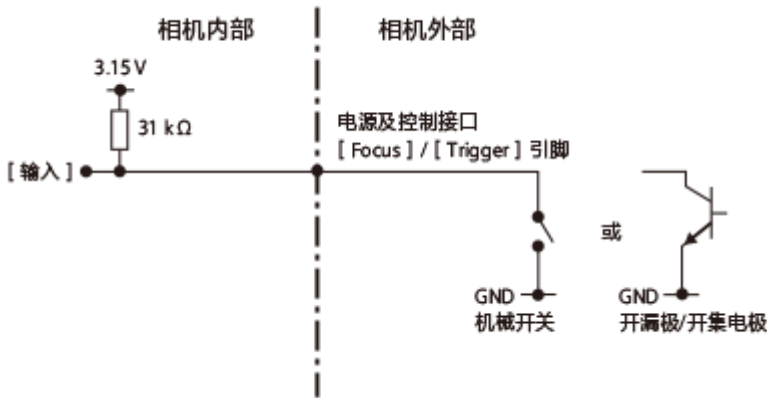 相机内部
相机外部
3.15V
31 kΩ
电源及控制接口
[ Focus ] / [ Trigger ] 引脚
[ 输入 ]
或
GND
机械开关
GND
开漏极/开集电极